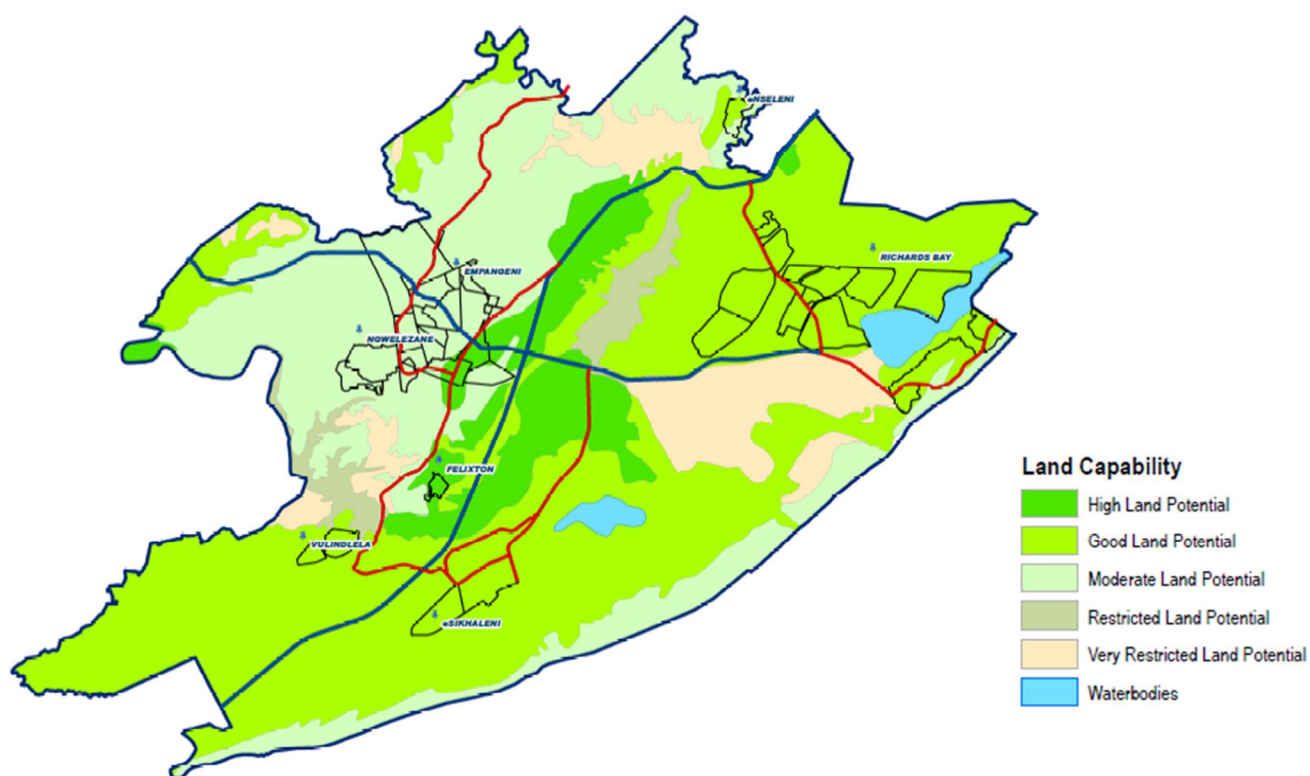 eNSELENI
RICHARDS BAY
EMPANGENI
NGWELEZANE
FELIXTON
VULINDLELA
eSIKHALENI
Land Capability
High Land Potential
Good Land Potential
Moderate Land Potential
Restricted Land Potential
Very Restricted Land Potential
Waterbodies